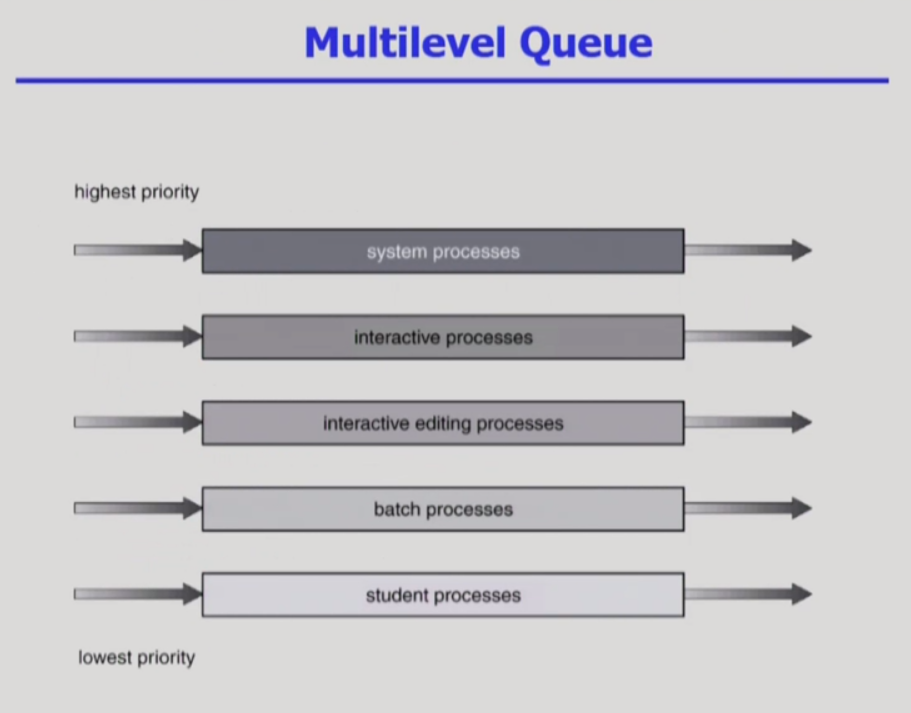 Multilevel Queue
highest priority
system processes
interactive processes
interactive editing processes
batch processes
student processes
lowest priority